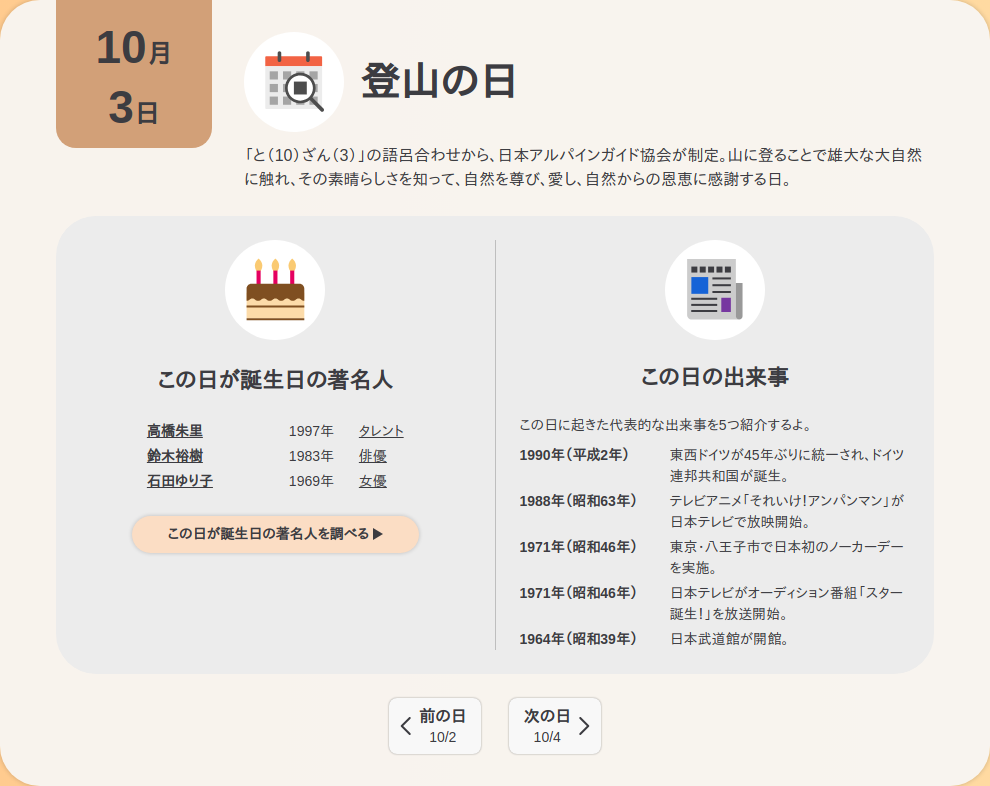 10月
3日
登山の日
「と（10）ざん（3）」の語呂合わせから、日本アルパインガイド協会が制定。山に登ることで雄大な大自然
に触れ、その素晴らしさを知って、自然を尊び、愛し、自然からの恩恵に感謝する日。
この日が誕生日の著名人
高橋朱里 1997年 タレント
鈴木裕樹 1983年 俳優
石田ゆり子 1969年 女優
この日が誕生日の著名人を調べる▶
この日の出来事
この日に起きた代表的な出来事を5つ紹介するよ。
1990年（平成2年） 東西ドイツが45年ぶりに統一され、ドイツ
連邦共和国が誕生。
1988年（昭和63年） テレビアニメ「それいけ！アンパンマン」が
日本テレビで放映開始。
1971年（昭和46年） 東京・八王子市で日本初のノーカーデー
を実施。
1971年（昭和46年） 日本テレビがオーディション番組「スター
誕生！」を放送開始。
1964年（昭和39年） 日本武道館が開館。
前の日
10/2
次の日
10/4